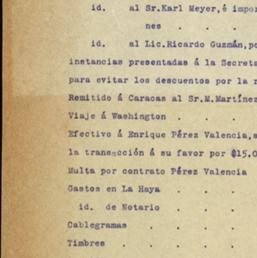 id. al Sr.Karl Meyer,é impor
nes . .
id. al Lic.Ricardo Guzmán,po
instancias presentadas á la Secreta
para evitar los descuentos por la r
Remitido á Caracas al Sr.M.Martínez
Viaje á Washington . . .
Efectivo á Enrique Pérez Valencia,s
la transacción á su favor por $15.0
Multa por contrato Pérez Valencia
Gastos en La Haya . . .
id. de Notario . . .
Cablegramas . . .
Timbres . . . .